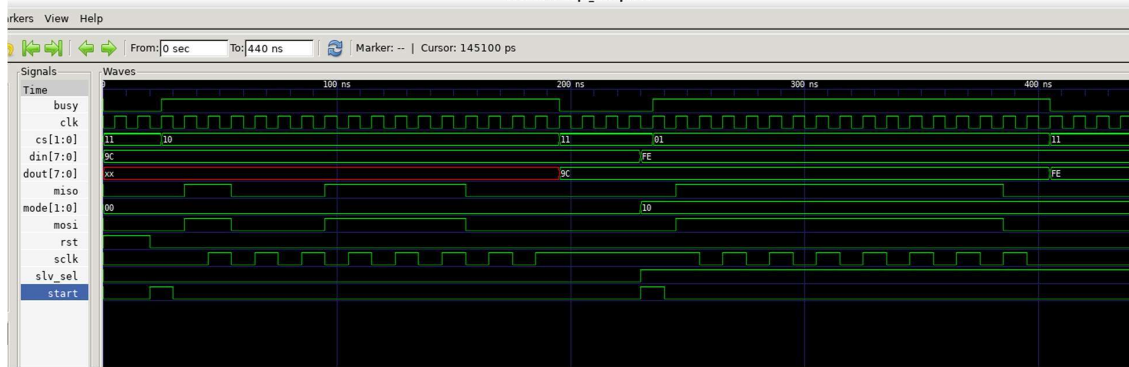 arkers View Help
From: 0 sec To: 440 ns Marker: -- | Cursor: 145100 ps
Signals Waves
Time 0 100 ns 200 ns 300 ns 400 ns
busy
clk
cs[1:0] 11 10 11 01 11
din[7:0] 9C FE
dout[7:0] xx 9C FE
miso
mode[1:0] 00 10
mosi
rst
sclk
slv_sel
start